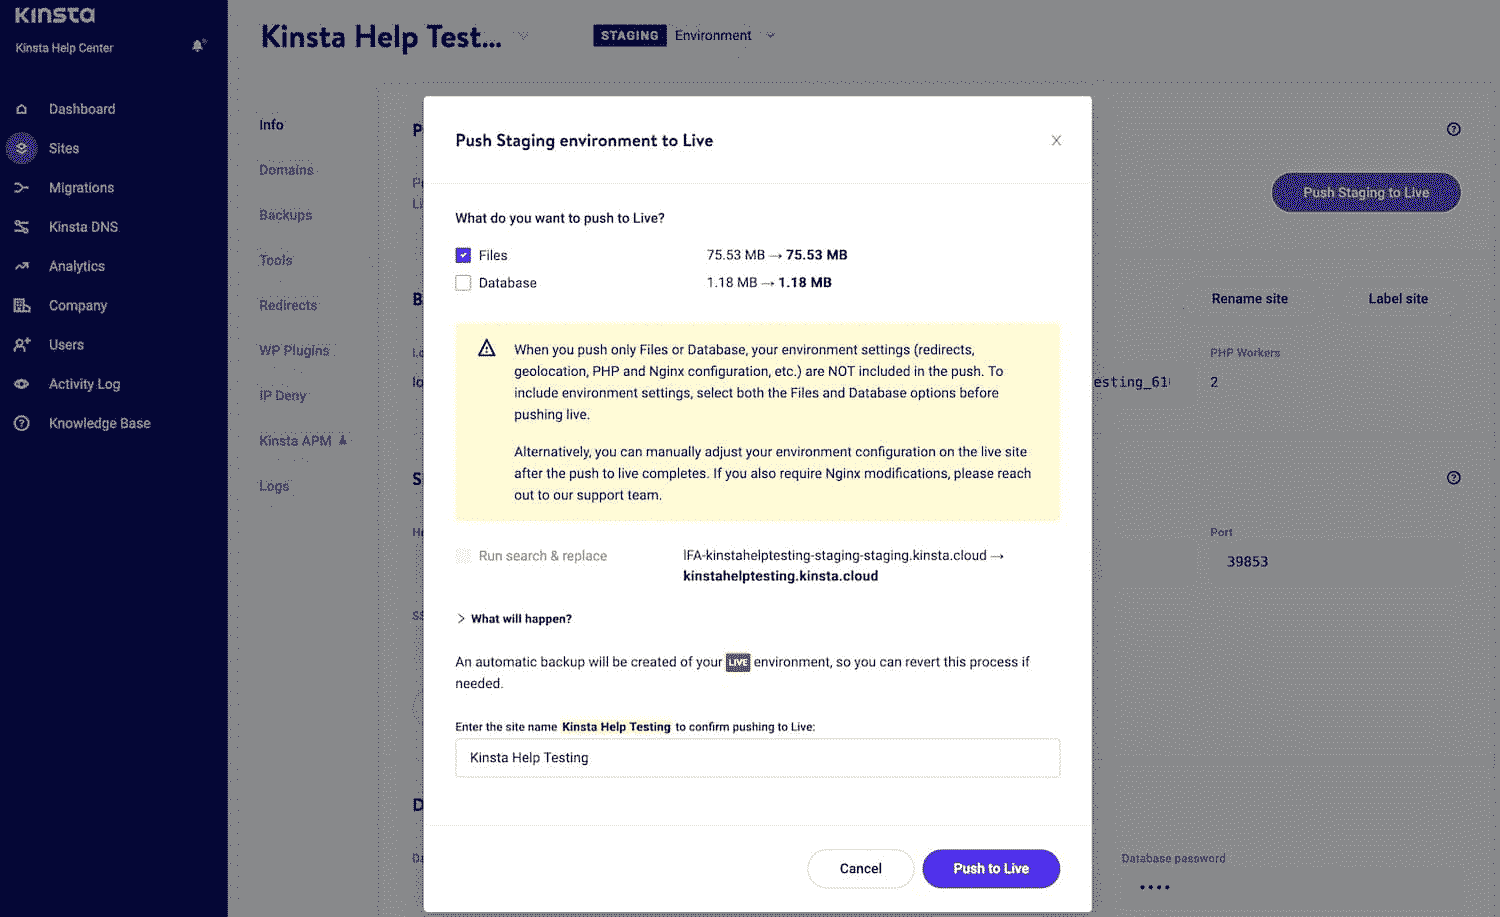 Kinsta
Kinsta Help Center
Dashboard
Sites
Migrations
Kinsta DNS
Analytics
Company
Users
Activity Log
Knowledge Base
Kinsta Help Test...
STAGING Environment
Info
Domains
Backups
Tools
Redirects
WP Plugins
IP Deny
Kinsta APM
Logs
Push Staging to Live
Rename site
Label site
PHP Workers
2
Port
39853
Database password
••••
Push Staging environment to Live
What do you want to push to Live?
Files 75.53 MB → 75.53 MB
Database 1.18 MB → 1.18 MB
When you push only Files or Database, your environment settings (redirects,
geolocation, PHP and Nginx configuration, etc.) are NOT included in the push. To
include environment settings, select both the Files and Database options before
pushing live.
Alternatively, you can manually adjust your environment configuration on the live site
after the push to live completes. If you also require Nginx modifications, please reach
out to our support team.
Run search & replace
-kinstahelptesting-staging-staging.kinsta.cloud →
kinstahelptesting.kinsta.cloud
What will happen?
An automatic backup will be created of your LIVE environment, so you can revert this process if
needed.
Enter the site name Kinsta Help Testing to confirm pushing to Live:
Kinsta Help Testing
Cancel
Push to Live